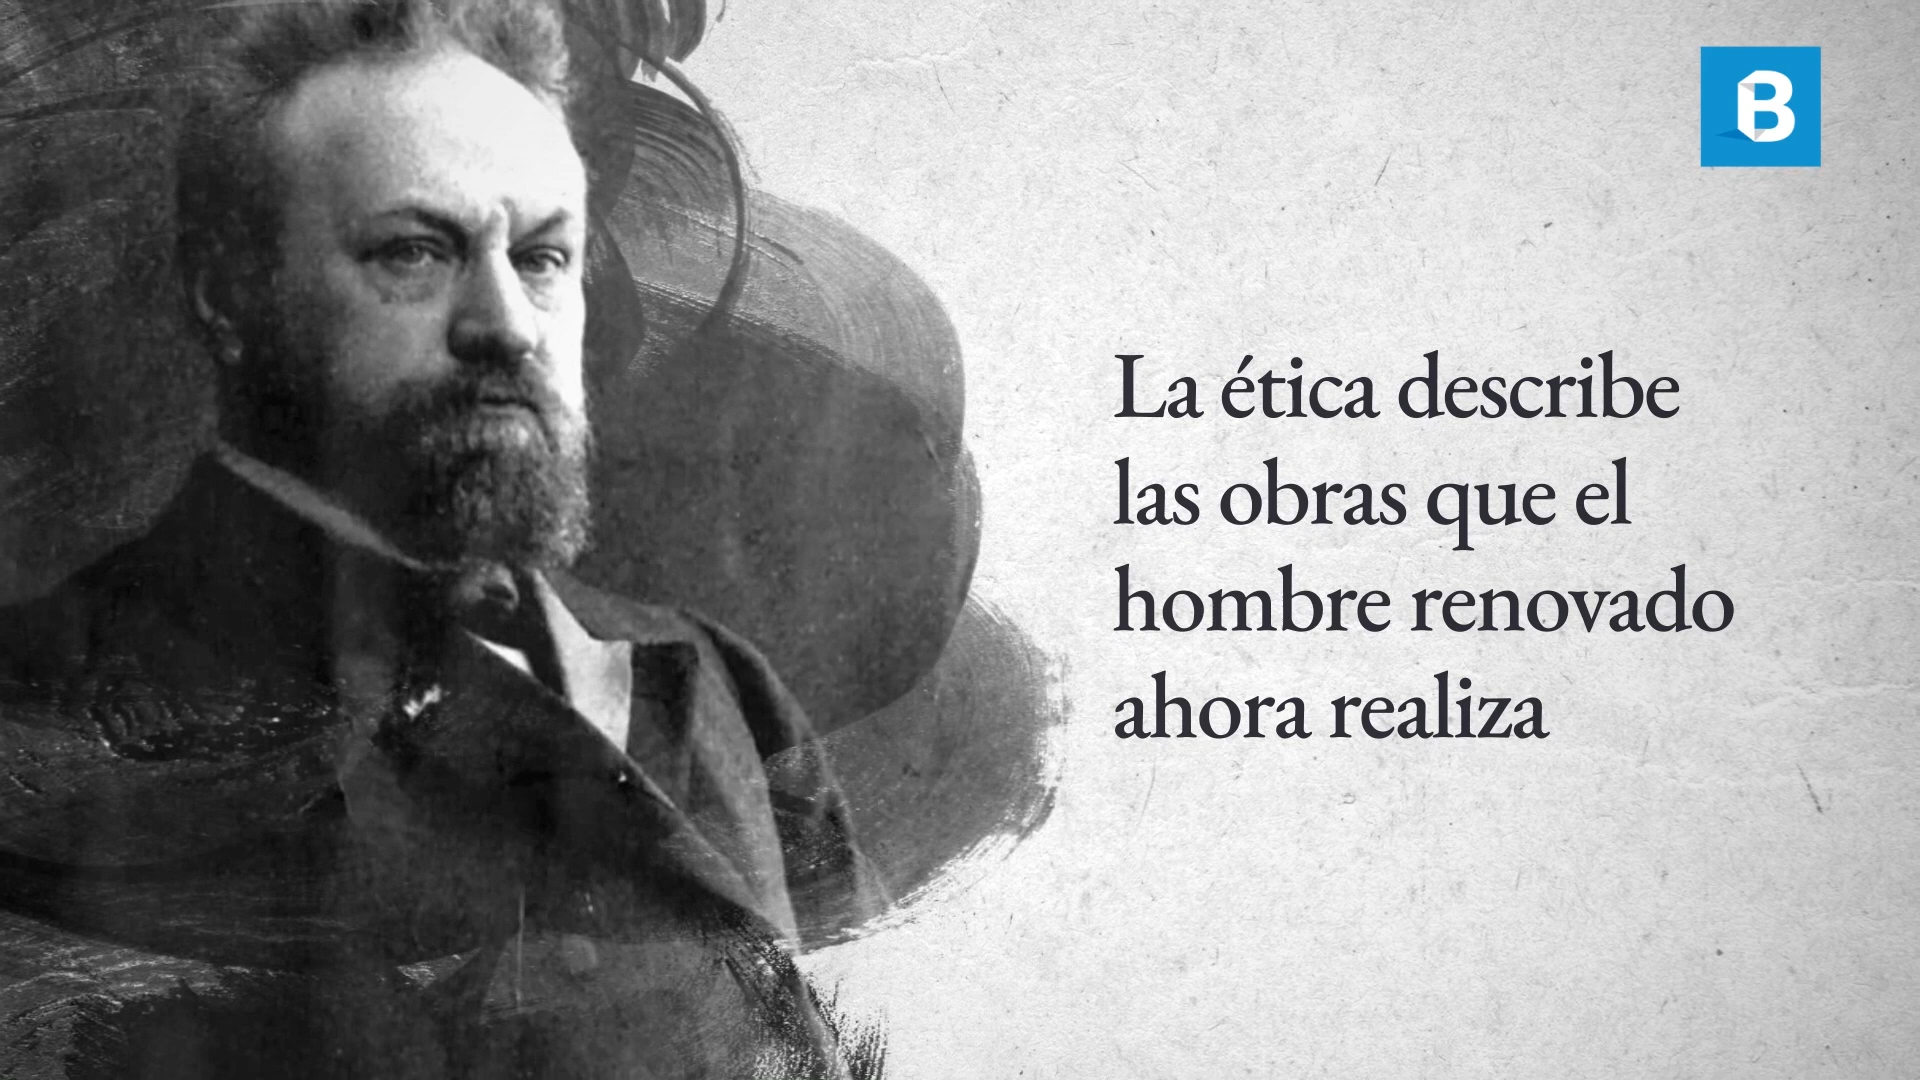 B
La ética describe
las obras que el
hombre renovado
ahora realiza